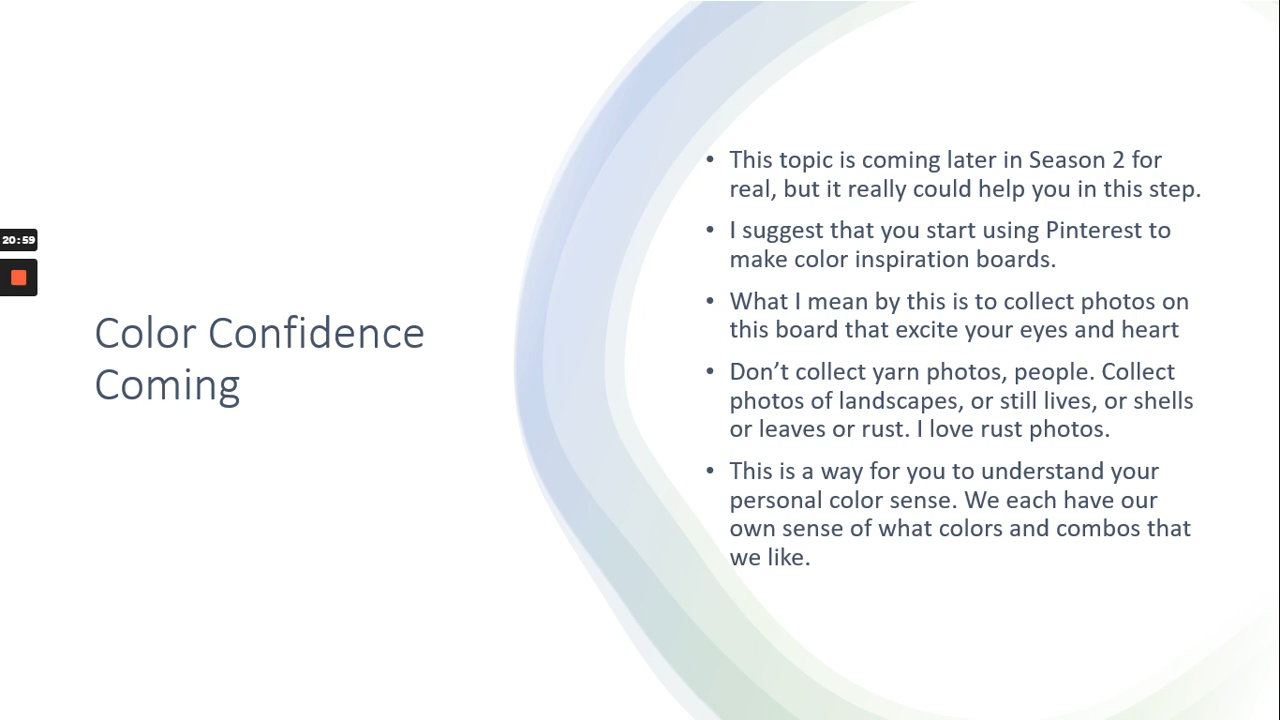 20:59
Color Confidence
Coming
• This topic is coming later in Season 2 for
real, but it really could help you in this step.
• I suggest that you start using Pinterest to
make color inspiration boards.
• What I mean by this is to collect photos on
this board that excite your eyes and heart
• Don’t collect yarn photos, people. Collect
photos of landscapes, or still lives, or shells
or leaves or rust. I love rust photos.
• This is a way for you to understand your
personal color sense. We each have our
own sense of what colors and combos that
we like.